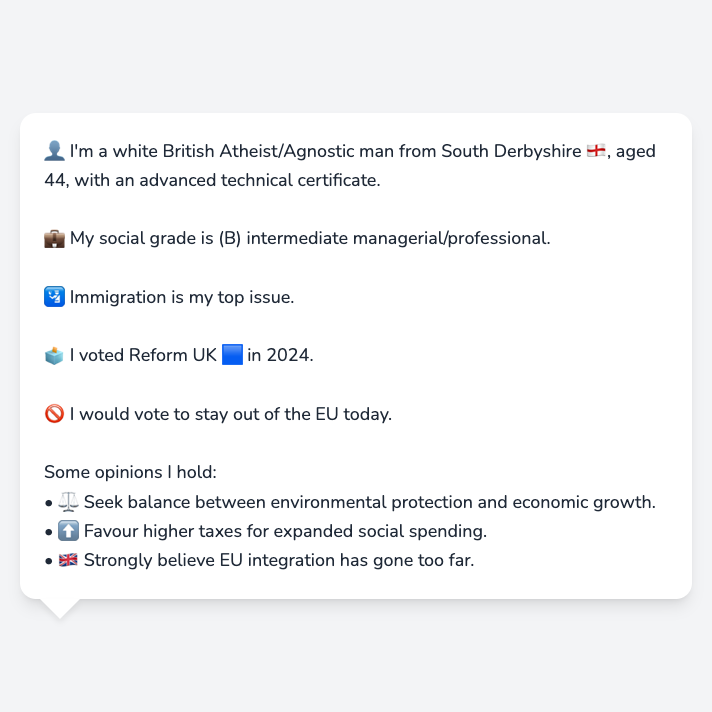 👤 I'm a white British Atheist/Agnostic man from South Derbyshire 🏴󠁧󠁢󠁥󠁮󠁧󠁿, aged
44, with an advanced technical certificate.
💼 My social grade is (B) intermediate managerial/professional.
🛂 Immigration is my top issue.
🗳️ I voted Reform UK 🟦 in 2024.
🚫 I would vote to stay out of the EU today.
Some opinions I hold:
• ⚖️ Seek balance between environmental protection and economic growth.
• ⬆️ Favour higher taxes for expanded social spending.
• 🇬🇧 Strongly believe EU integration has gone too far.